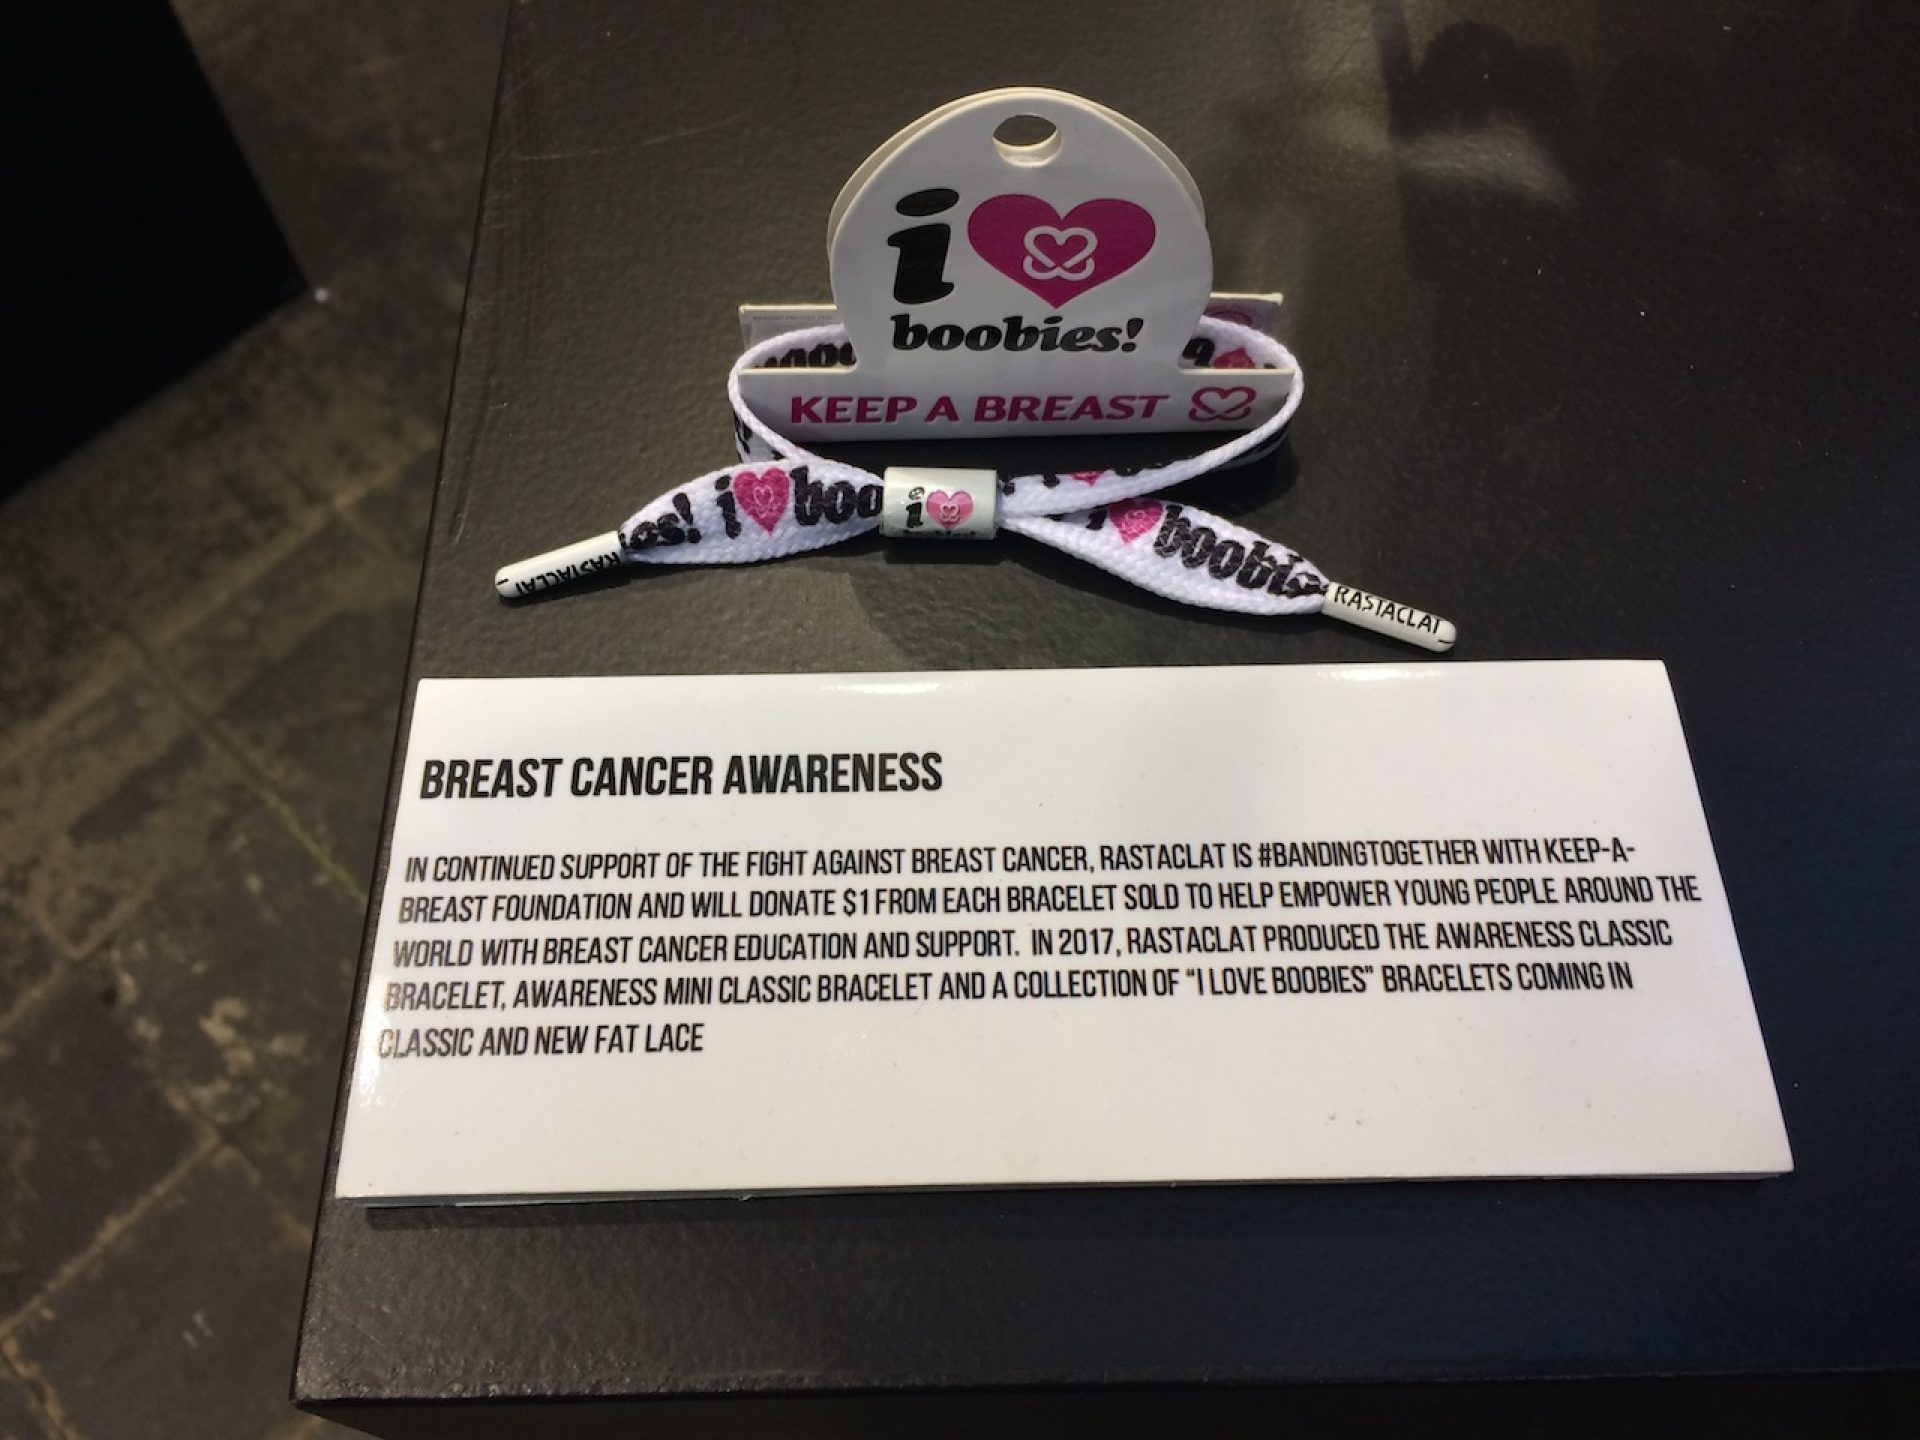 i
boobies!
KEEP A BREAST
es! i boo
i
i boobies
RASTACLAT
RASTACLAT
BREAST CANCER AWARENESS
IN CONTINUED SUPPORT OF THE FIGHT AGAINST BREAST CANCER, RASTACLAT IS #BANDINGTOGETHER WITH KEEP-A-
BREAST FOUNDATION AND WILL DONATE $1 FROM EACH BRACELET SOLD TO HELP EMPOWER YOUNG PEOPLE AROUND THE
WORLD WITH BREAST CANCER EDUCATION AND SUPPORT. IN 2017, RASTACLAT PRODUCED THE AWARENESS CLASSIC
BRACELET, AWARENESS MINI CLASSIC BRACELET AND A COLLECTION OF "I LOVE BOOBIES" BRACELETS COMING IN
CLASSIC AND NEW FAT LACE